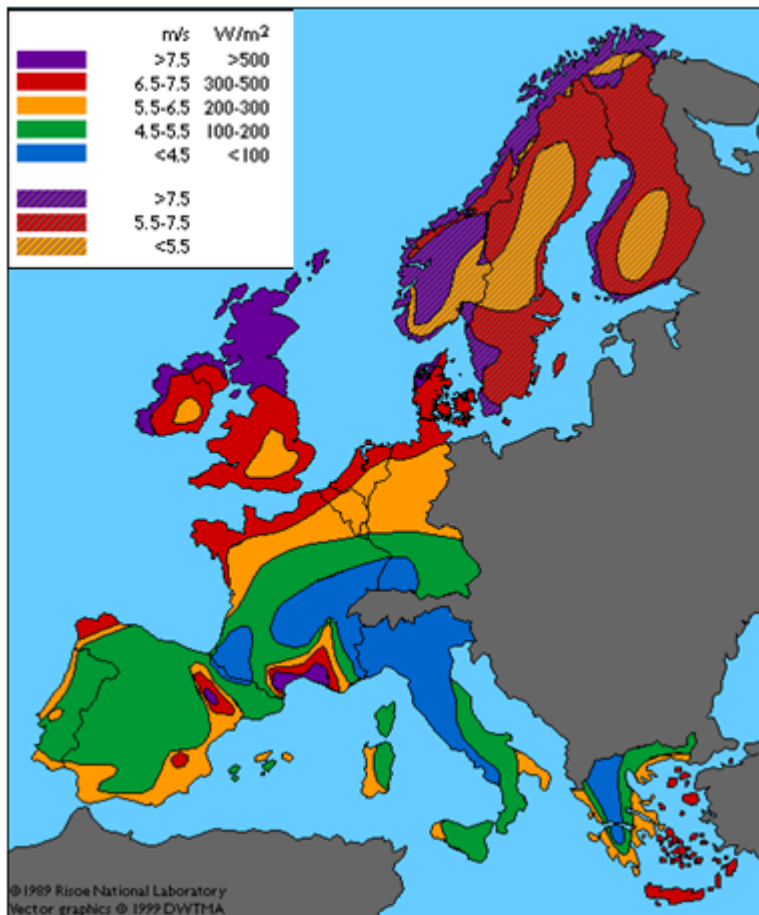 m/s W/m²
>7.5 >500
6.5-7.5 300-500
5.5-6.5 200-300
4.5-5.5 100-200
<4.5 <100
>7.5
5.5-7.5
<5.5
©1989 Risoe National Laboratory
Vector graphics © 1999 DWTMA